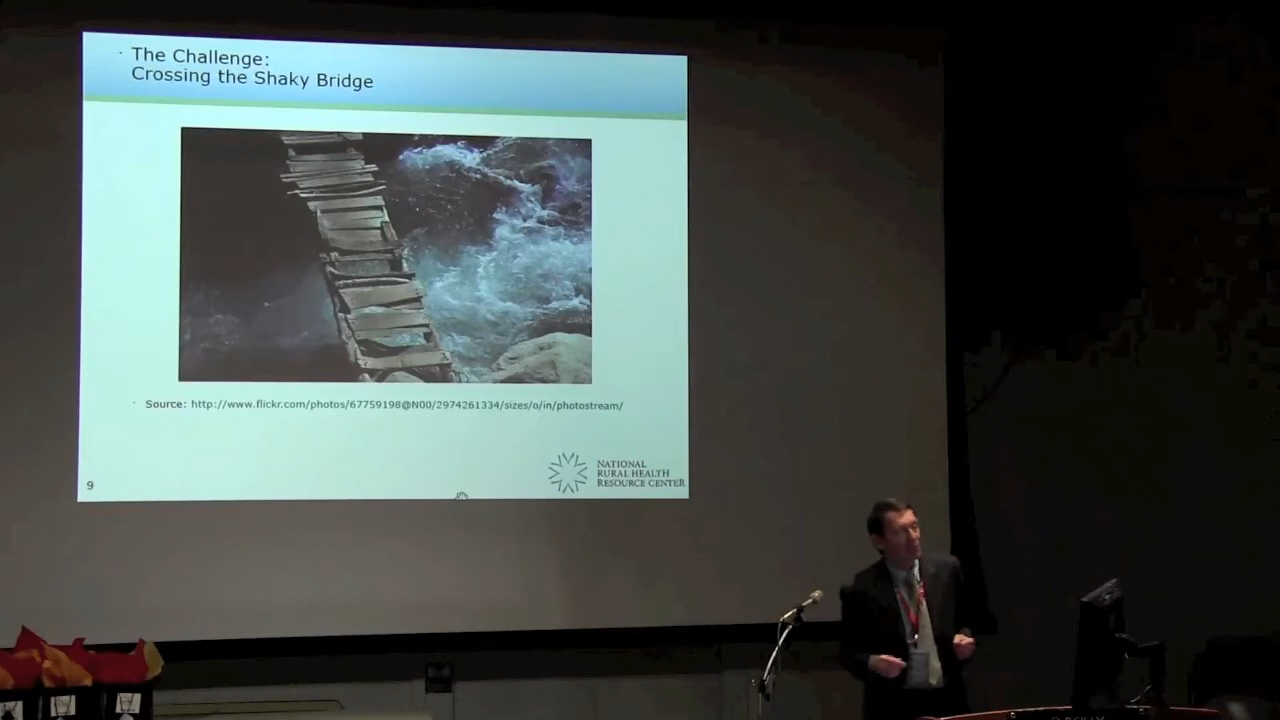 The Challenge:
Crossing the Shaky Bridge
Source: http://www.flickr.com/photos/67759198@N00/2974261334/sizes/o/in/photostream/
NATIONAL
RURAL HEALTH
RESOURCE CENTER
9